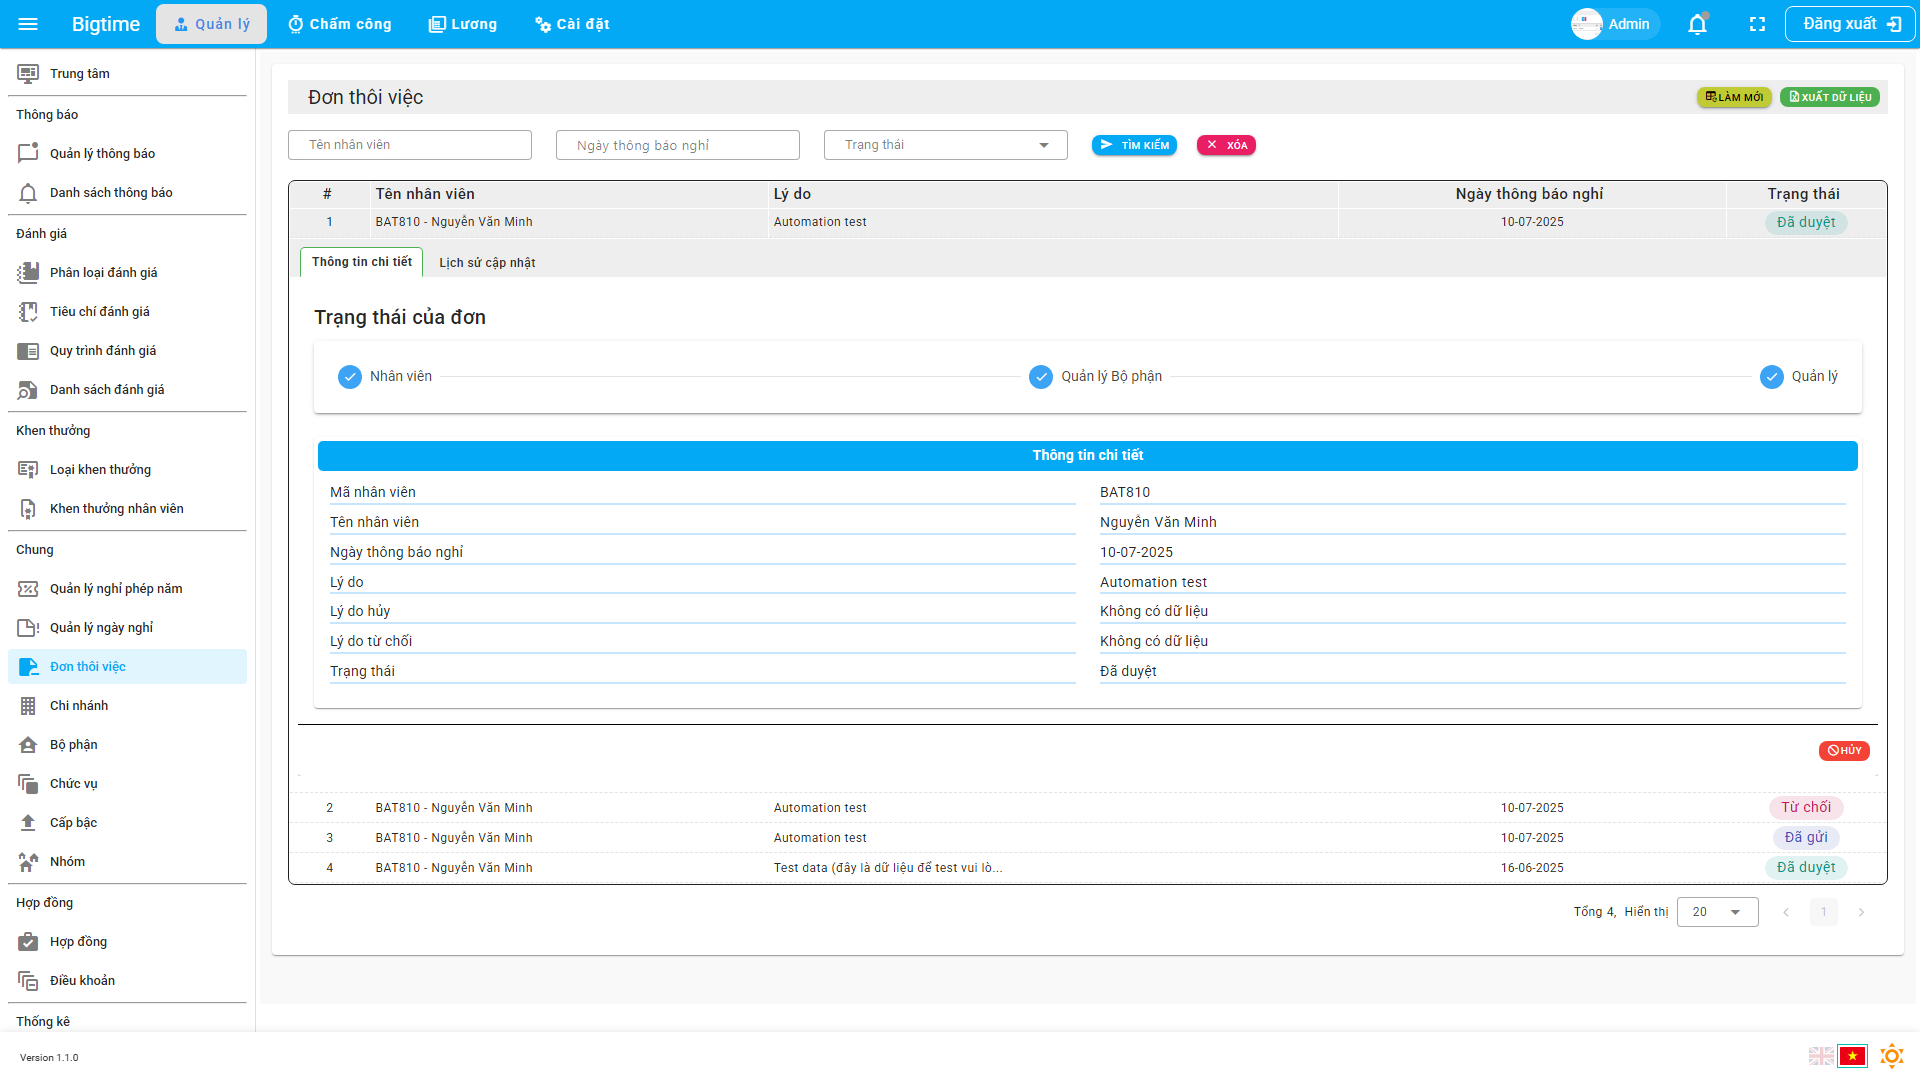 Bigtime
Quản lý
Chấm công
Lương
Cài đặt
Admin
Đăng xuất
Trung tâm
Thông báo
Quản lý thông báo
Danh sách thông báo
Đánh giá
Phân loại đánh giá
Tiêu chí đánh giá
Quy trình đánh giá
Danh sách đánh giá
Khen thưởng
Loại khen thưởng
Khen thưởng nhân viên
Chung
Quản lý nghỉ phép năm
Quản lý ngày nghỉ
Đơn thôi việc
Chi nhánh
Bộ phận
Chức vụ
Cấp bậc
Nhóm
Hợp đồng
Hợp đồng
Điều khoản
Thống kê
Version 1.1.0
Đơn thôi việc
LÀM MỚI
XUẤT DỮ LIỆU
Tên nhân viên
Ngày thông báo nghỉ
Trạng thái
TÌM KIẾM
XÓA
# Tên nhân viên Lý do Ngày thông báo nghỉ Trạng thái
1 BAT810 - Nguyễn Văn Minh Automation test 10-07-2025 Đã duyệt
Thông tin chi tiết
Lịch sử cập nhật
Trạng thái của đơn
Nhân viên
Quản lý Bộ phận
Quản lý
Thông tin chi tiết
Mã nhân viên BAT810
Tên nhân viên Nguyễn Văn Minh
Ngày thông báo nghỉ 10-07-2025
Lý do Automation test
Lý do hủy Không có dữ liệu
Lý do từ chối Không có dữ liệu
Trạng thái Đã duyệt
HỦY
2 BAT810 - Nguyễn Văn Minh Automation test 10-07-2025 Từ chối
3 BAT810 - Nguyễn Văn Minh Automation test 10-07-2025 Đã gửi
4 BAT810 - Nguyễn Văn Minh Test data (đây là dữ liệu để test vui lò... 16-06-2025 Đã duyệt
Tổng 4, Hiển thị 20 1